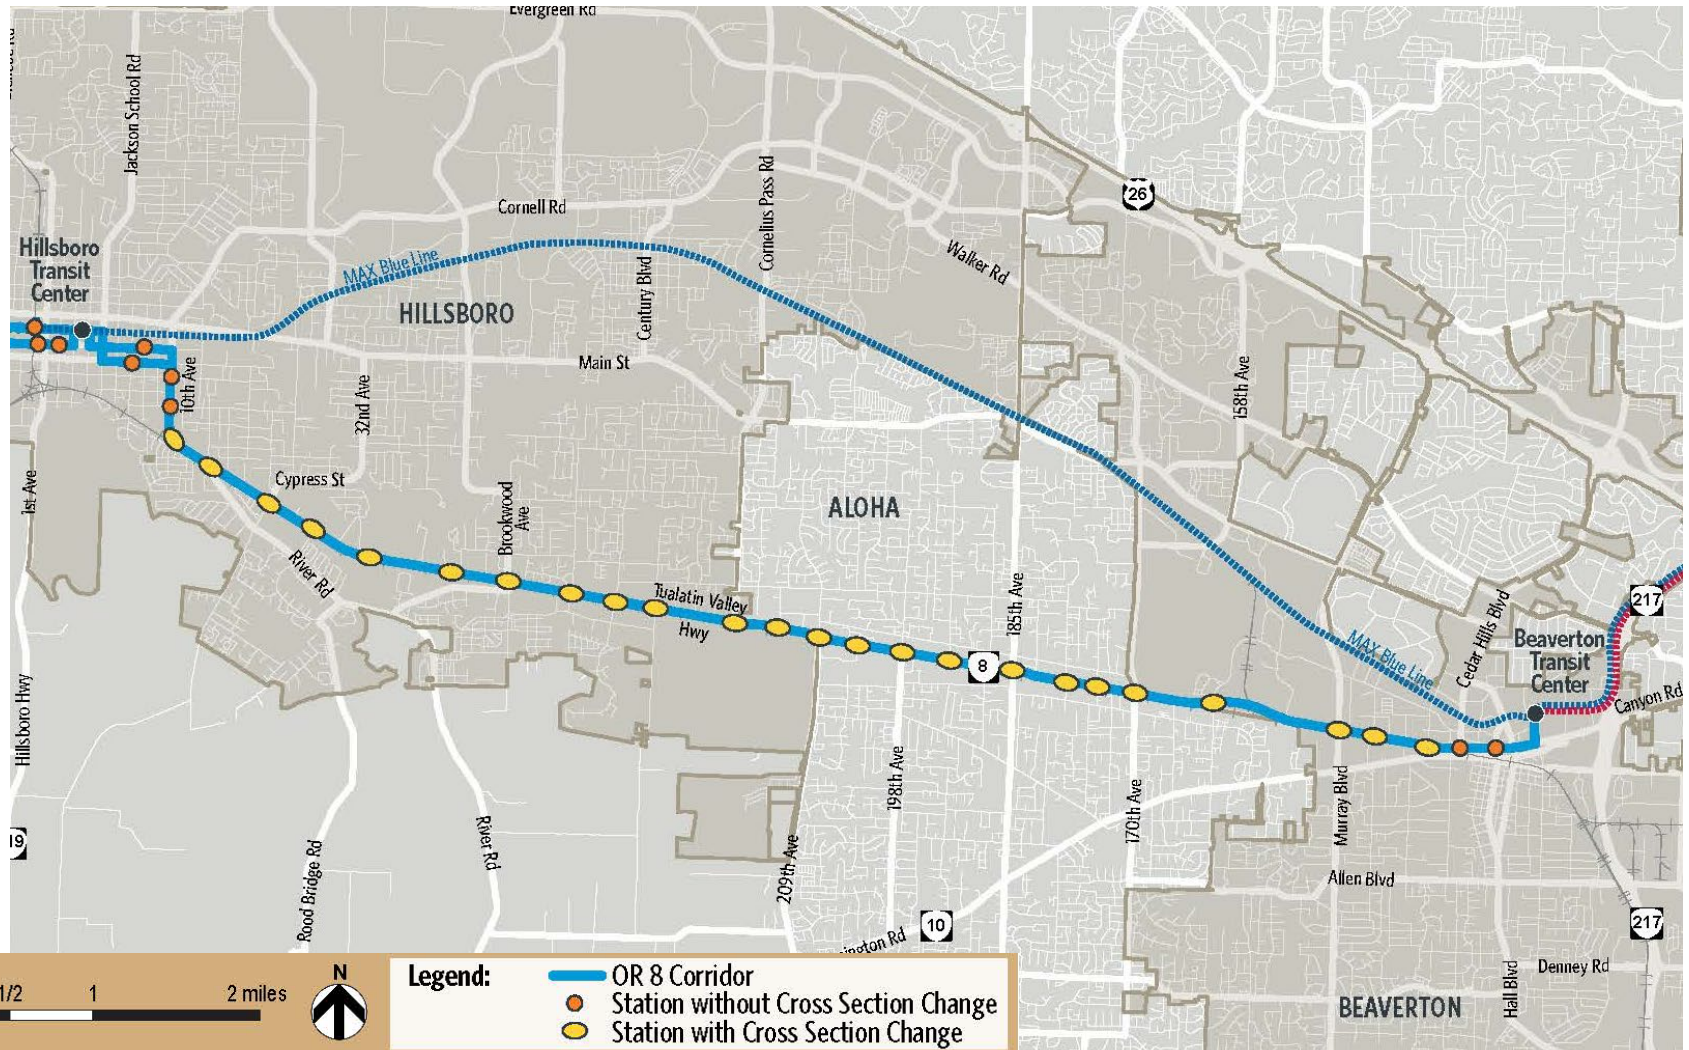 Evergreen Rd
Jackson School Rd
Cornell Rd
Cornelius Pass Rd
26
Hillsboro
Transit
Center
MAX Blue Line
HILLSBORO
Century Blvd
Walker Rd
Main St
10th Ave
32nd Ave
158th Ave
1st Ave
Cypress St
Brookwood
Ave
ALOHA
River Rd
Tualatin Valley
Hwy
185th Ave
8
217
Cedar Hills Blvd
Beaverton
Transit
Center
MAX Blue Line
Canyon Rd
Hillsboro Hwy
198th Ave
170th Ave
Murray Blvd
19
River Rd
Rood Bridge Rd
209th Ave
Allen Blvd
10
217
Hall Blvd
Denney Rd
BEAVERTON
1/2 1 2 miles
N
Legend:
OR 8 Corridor
Station without Cross Section Change
Station with Cross Section Change